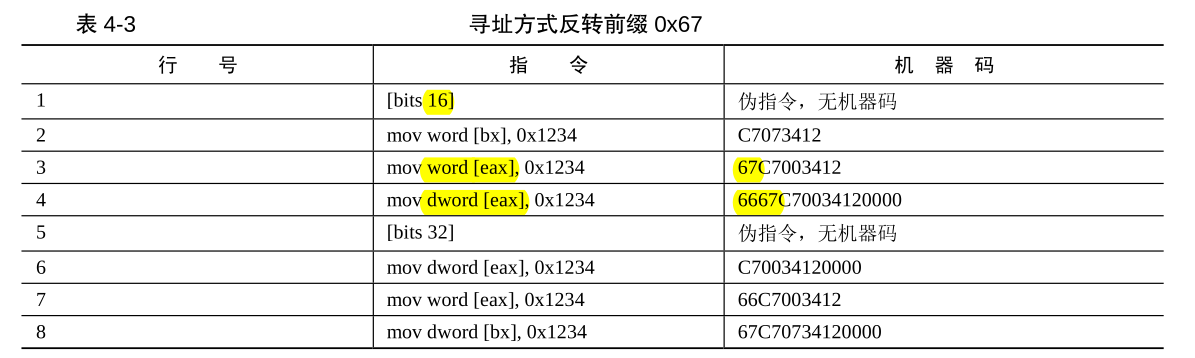 表 4-3 寻址方式反转前缀 0x67
行 号 指 令 机 器 码
1 [bits 16] 伪指令，无机器码
2 mov word [bx], 0x1234 C7073412
3 mov word [eax], 0x1234 67C7003412
4 mov dword [eax], 0x1234 6667C70034120000
5 [bits 32] 伪指令，无机器码
6 mov dword [eax], 0x1234 C70034120000
7 mov word [eax], 0x1234 66C7003412
8 mov dword [bx], 0x1234 67C70734120000